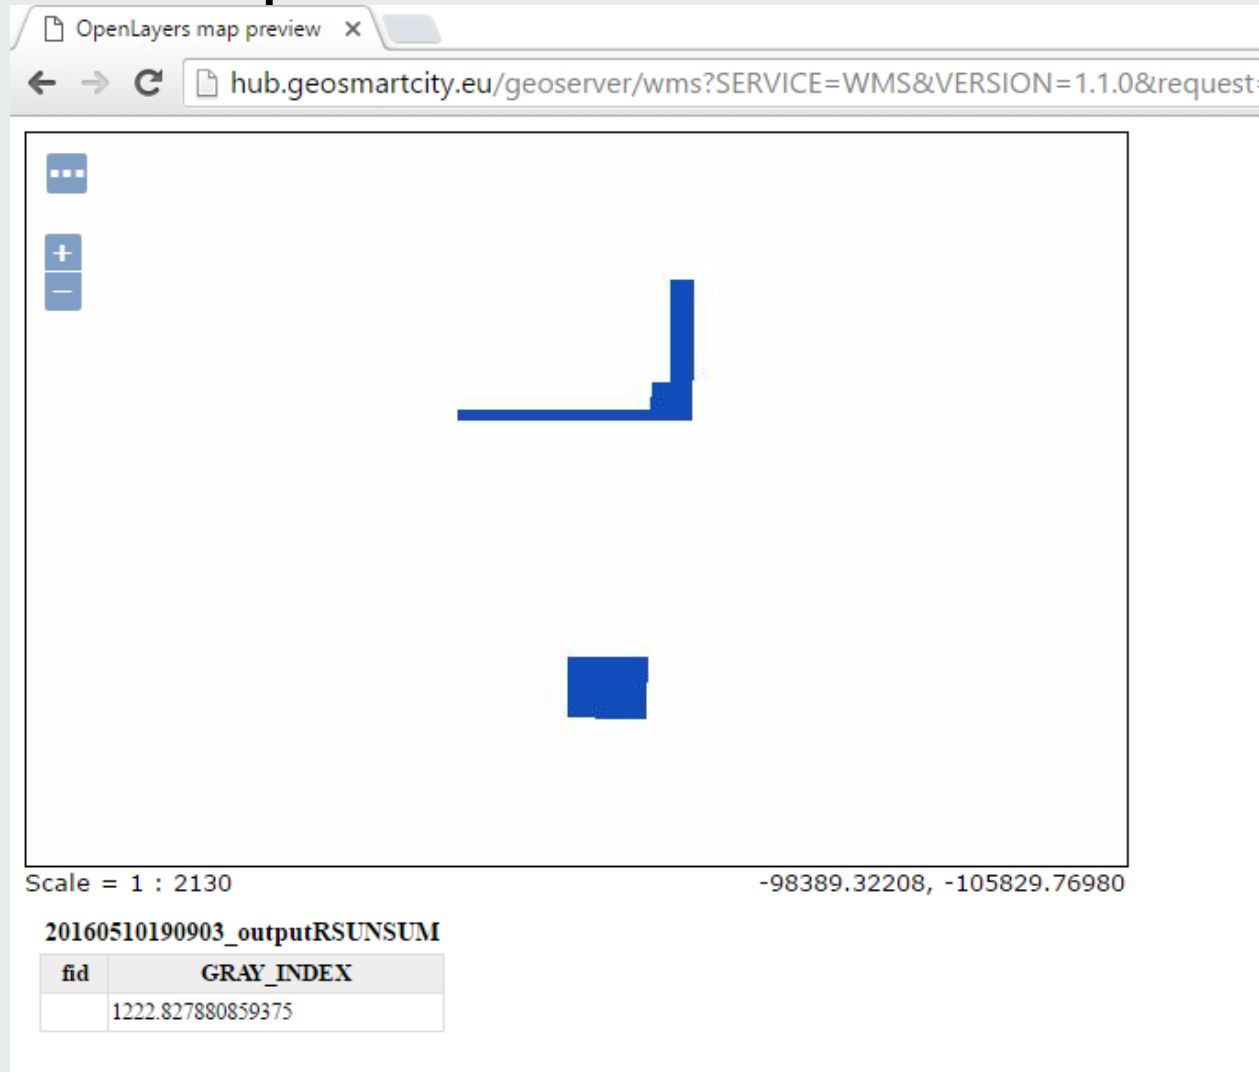 OpenLayers map preview
hub.geosmartcity.eu/geoserver/wms?SERVICE=WMS&VERSION=1.1.0&request=
+
−
Scale = 1 : 2130
-98389.32208, -105829.76980
20160510190903_outputRSUNSUM
fid GRAY_INDEX
1222.827880859375